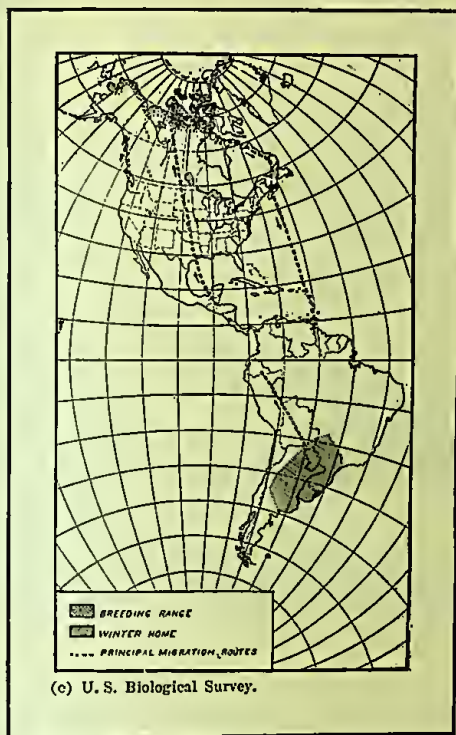 BREEDING RANGE
WINTER HOME
PRINCIPAL MIGRATION ROUTES
(c) U. S. Biological Survey.